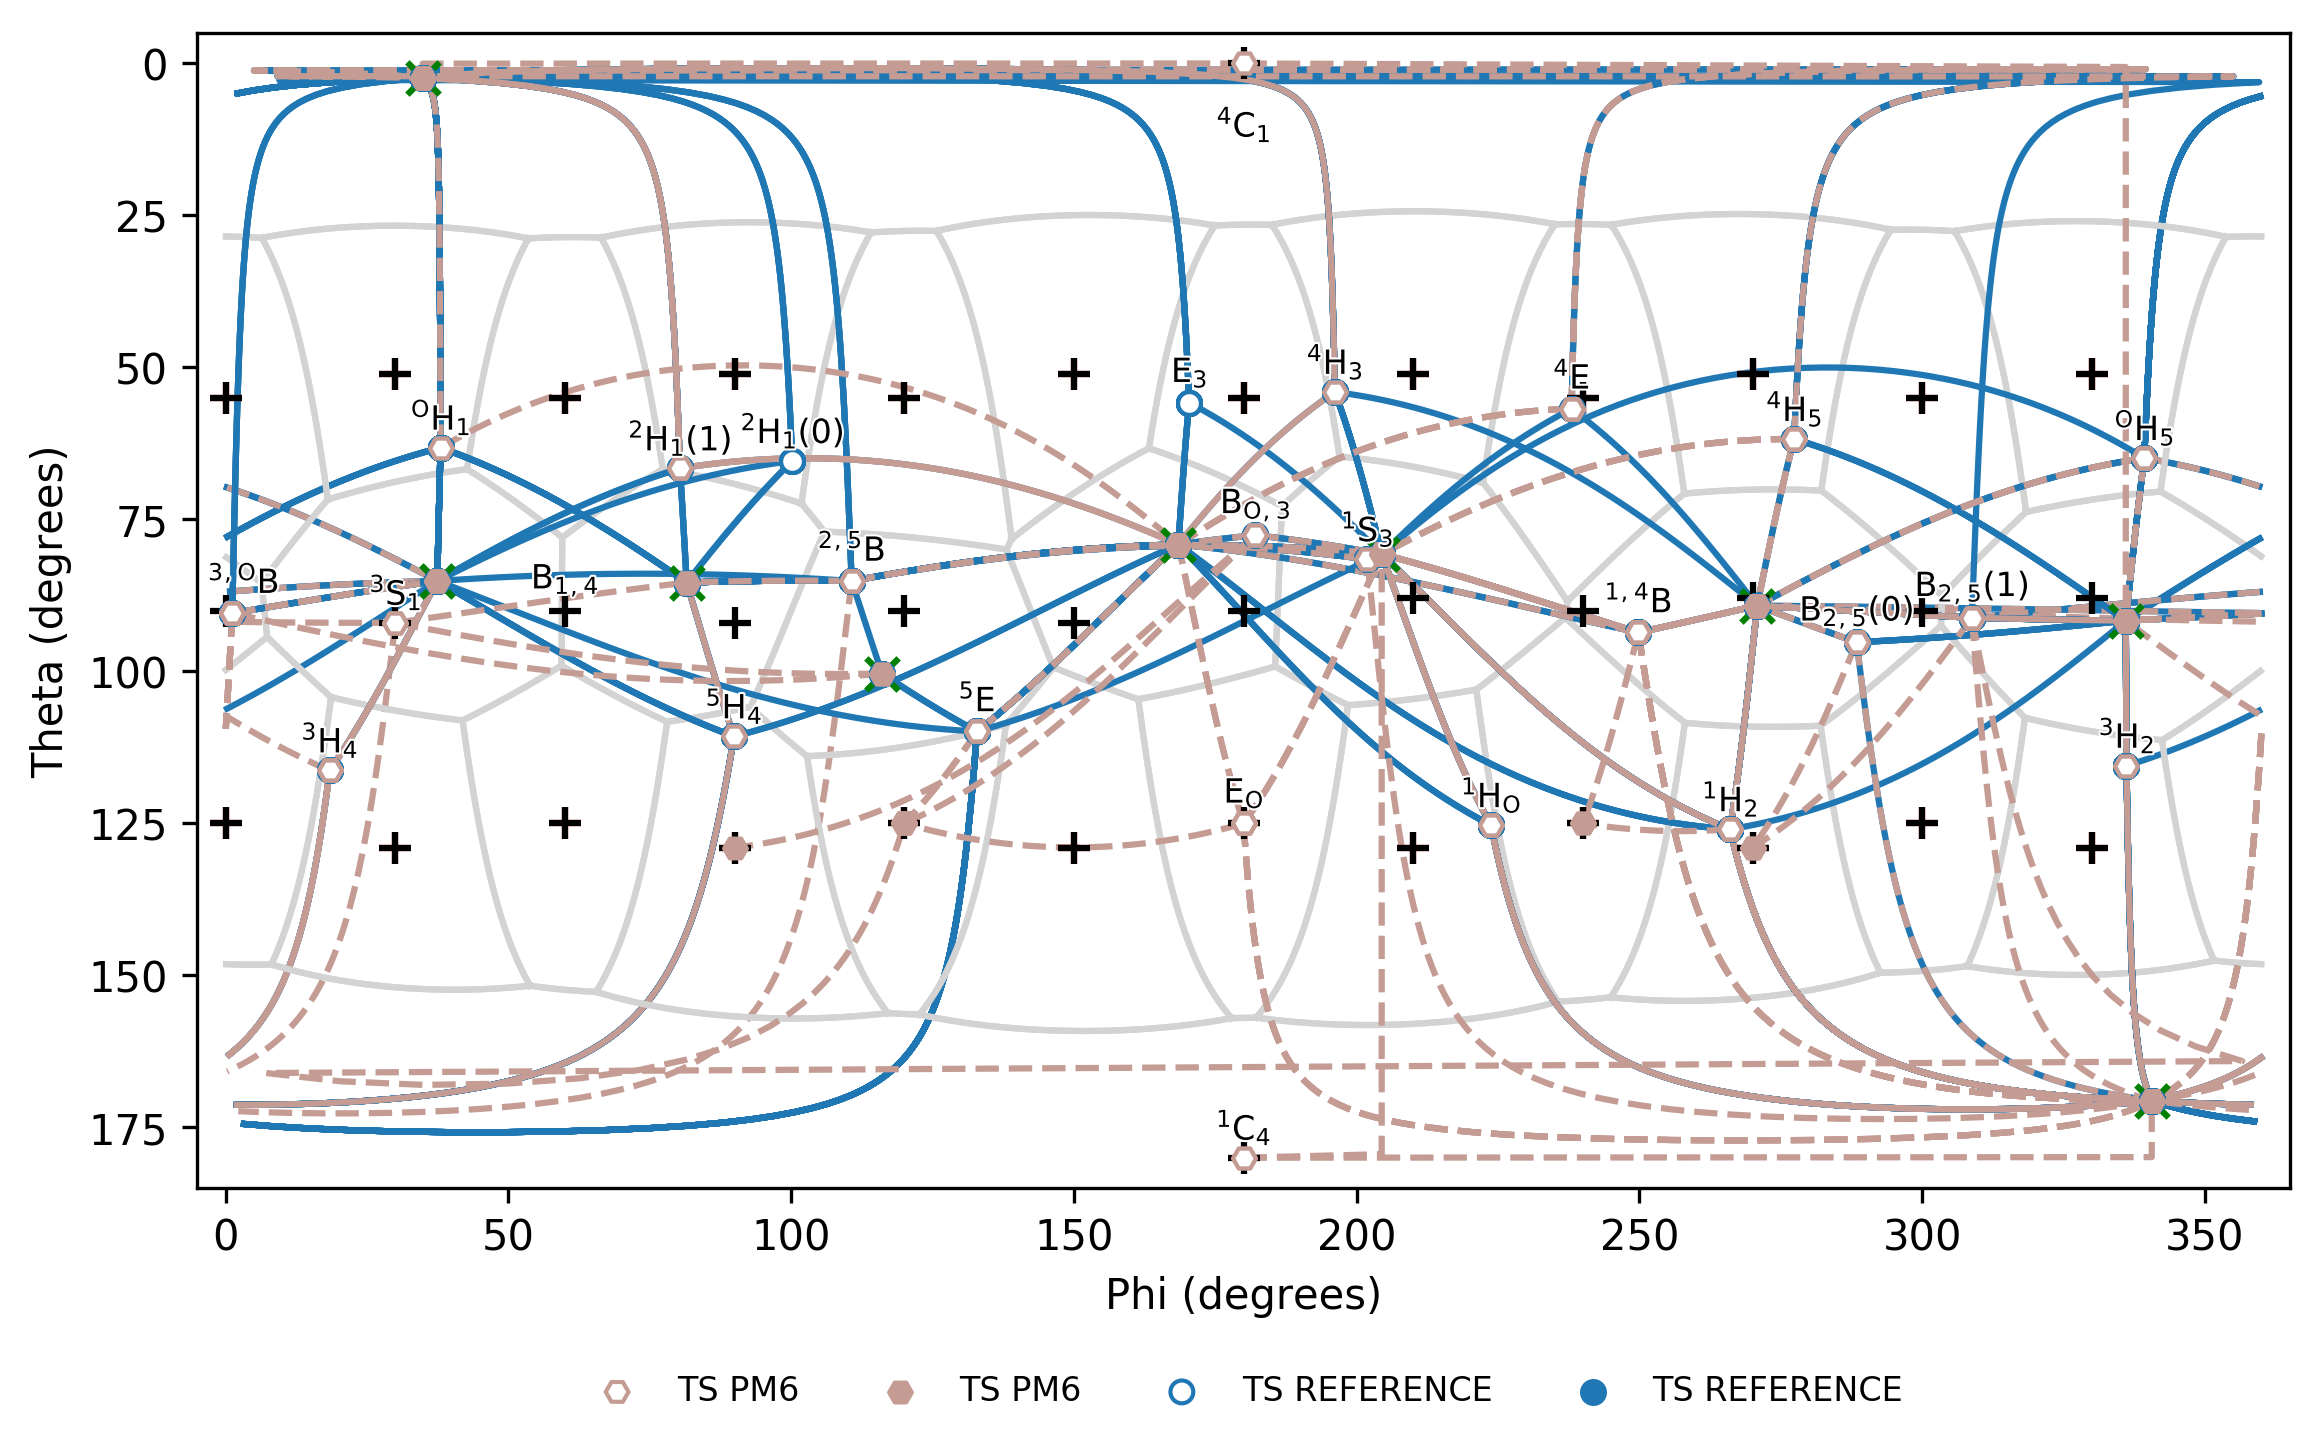 ⁴C₁
E₃
⁴H₃
⁴E
⁴H₅
ᴼH₁
²H₁(1)
²H₁(0)
ᴼH₅
B_O,3
¹S₃
²,⁵B
³,ᴼB
³S₁
B₁,₄
¹,⁴B
B₂,₅(0)
B₂,₅(1)
⁵H₄
⁵E
³H₄
³H₂
E_O
¹H_O
¹H₂
¹C₄
0
25
50
75
100
125
150
175
Theta (degrees)
0 50 100 150 200 250 300 350
Phi (degrees)
TS PM6 TS PM6 TS REFERENCE TS REFERENCE